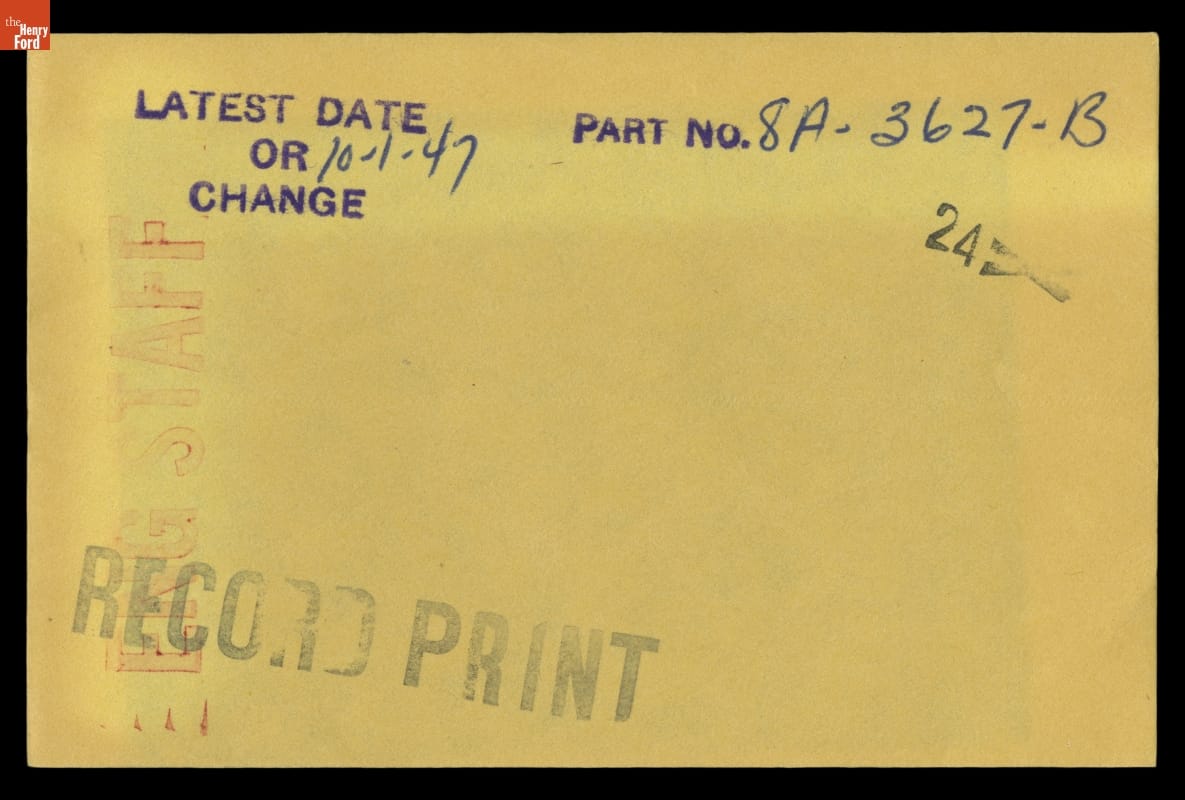 the
Henry
Ford
LATEST DATE
OR 10-1-47
CHANGE
PART NO. 8A-3627-B
24
ENG STAFF
RECORD PRINT